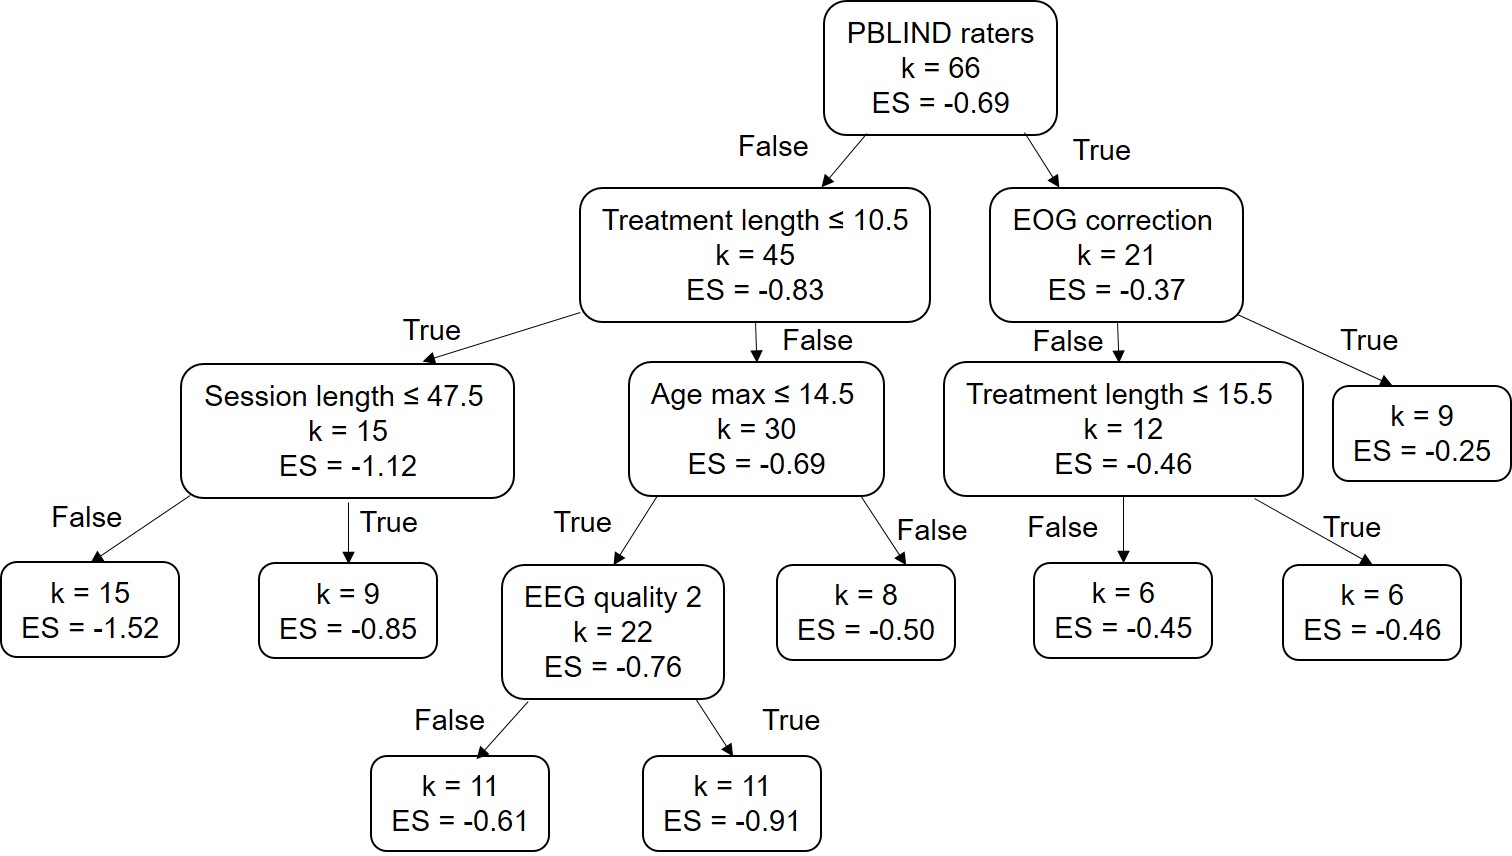 PBLIND raters
k = 66
ES = -0.69
False
True
Treatment length ≤ 10.5
k = 45
ES = -0.83
EOG correction
k = 21
ES = -0.37
True
False
False
True
Session length ≤ 47.5
k = 15
ES = -1.12
Age max ≤ 14.5
k = 30
ES = -0.69
Treatment length ≤ 15.5
k = 12
ES = -0.46
k = 9
ES = -0.25
False
True
True
False
False
True
k = 15
ES = -1.52
k = 9
ES = -0.85
EEG quality 2
k = 22
ES = -0.76
k = 8
ES = -0.50
k = 6
ES = -0.45
k = 6
ES = -0.46
False
True
k = 11
ES = -0.61
k = 11
ES = -0.91